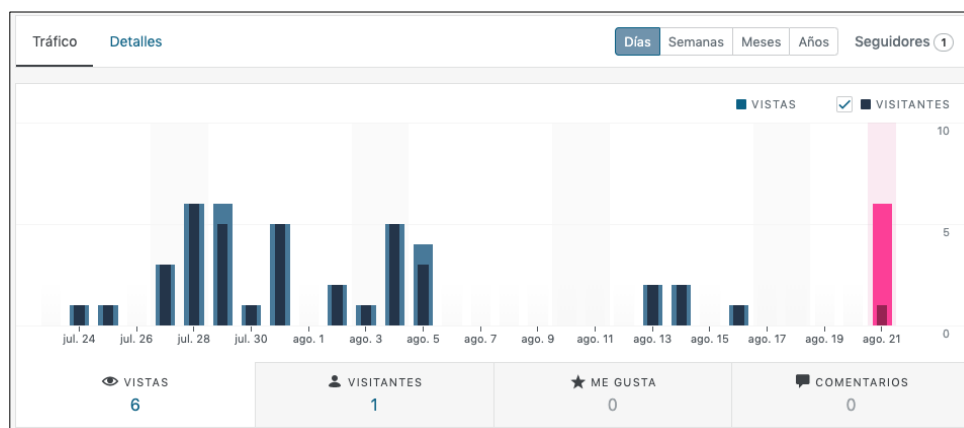 Tráfico Detalles Días Semanas Meses Años Seguidores 1
VISTAS VISITANTES
10
5
0
jul. 24 jul. 26 jul. 28 jul. 30 ago. 1 ago. 3 ago. 5 ago. 7 ago. 9 ago. 11 ago. 13 ago. 15 ago. 17 ago. 19 ago. 21
VISTAS VISITANTES ME GUSTA COMENTARIOS
6 1 0 0